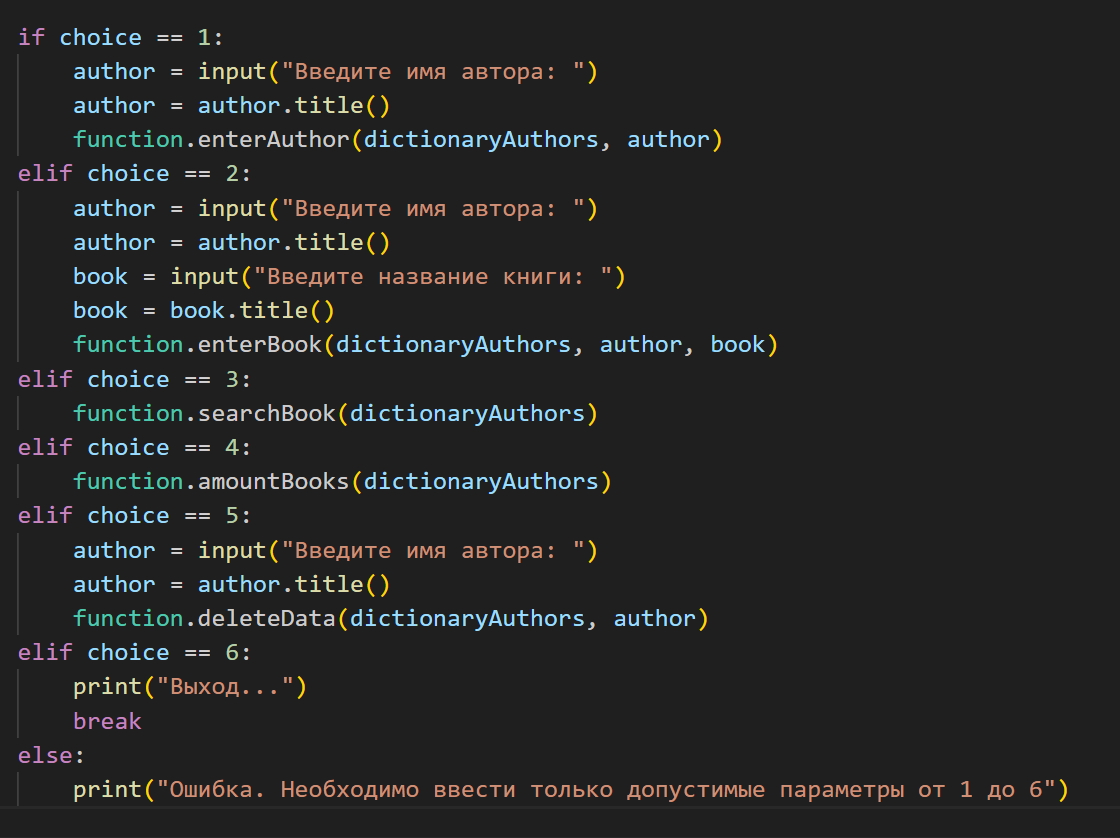 if choice == 1:
    author = input("Введите имя автора: ")
    author = author.title()
    function.enterAuthor(dictionaryAuthors, author)
elif choice == 2:
    author = input("Введите имя автора: ")
    author = author.title()
    book = input("Введите название книги: ")
    book = book.title()
    function.enterBook(dictionaryAuthors, author, book)
elif choice == 3:
    function.searchBook(dictionaryAuthors)
elif choice == 4:
    function.amountBooks(dictionaryAuthors)
elif choice == 5:
    author = input("Введите имя автора: ")
    author = author.title()
    function.deleteData(dictionaryAuthors, author)
elif choice == 6:
    print("Выход...")
    break
else:
    print("Ошибка. Необходимо ввести только допустимые параметры от 1 до 6")